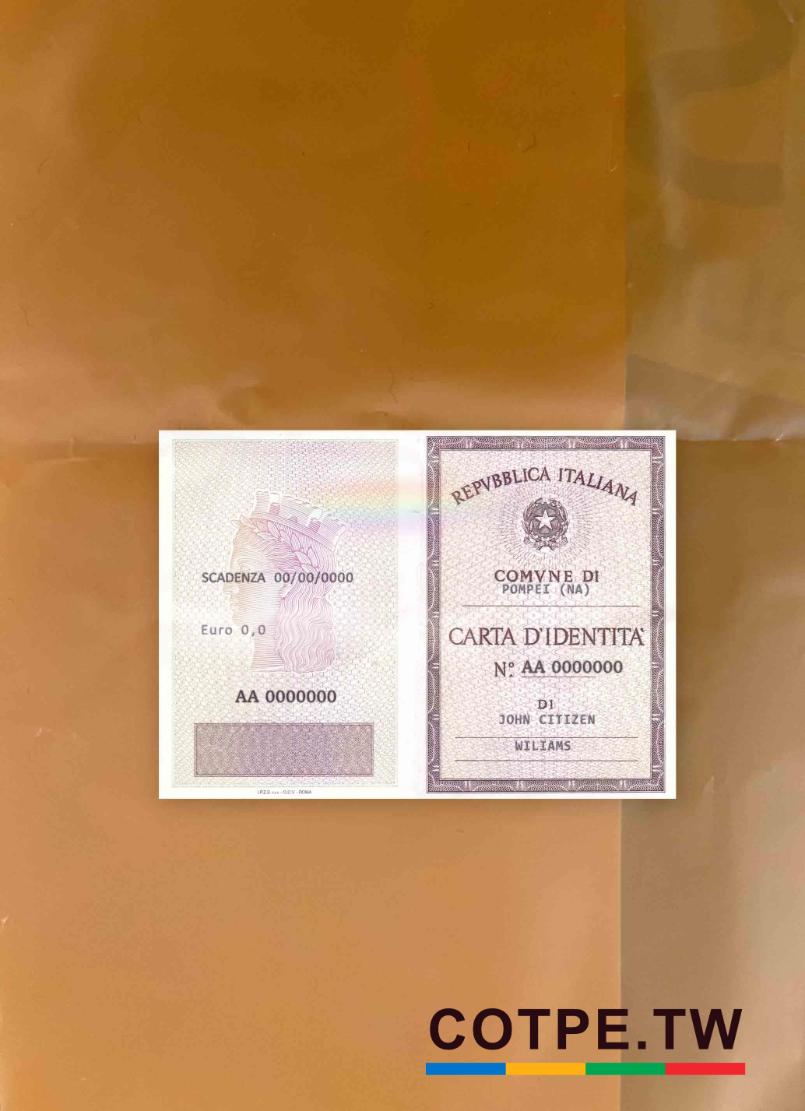 SCADENZA 00/00/0000
Euro 0,0
AA 0000000
I.P.Z.S. s.p.a. - O.C.V. - ROMA
REPVBBLICA ITALIANA
COMVNE DI
POMPEI (NA)
CARTA D'IDENTITÀ
N° AA 0000000
DI
JOHN CITIZEN
WILIAMS
COTPE.TW